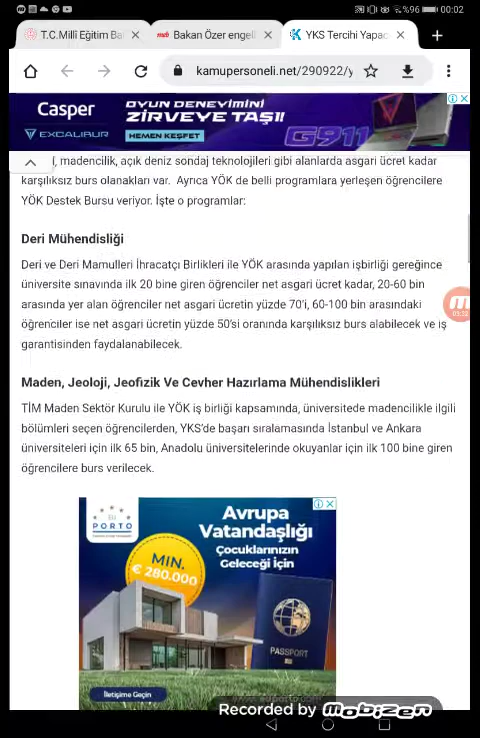 %96 00:02
T.C.Millî Eğitim Ba
meb Bakan Özer engelli
YKS Tercihi Yapac
kamupersoneli.net/290922/y
Casper
EXCALIBUR
OYUN DENEYİMİNİ
ZİRVEYE TAŞI!
HEMEN KEŞFET
G911
madencilik, açık deniz sondaj teknolojileri gibi alanlarda asgari ücret kadar
karşılıksız burs olanakları var. Ayrıca YÖK de belli programlara yerleşen öğrencilere
YÖK Destek Bursu veriyor. İşte o programlar:
Deri Mühendisliği
Deri ve Deri Mamulleri İhracatçı Birlikleri ile YÖK arasında yapılan işbirliği gereğince
üniversite sınavında ilk 20 bine giren öğrenciler net asgari ücret kadar, 20-60 bin
arasında yer alan öğrenciler net asgari ücretin yüzde 70'i, 60-100 bin arasındaki
öğrenciler ise net asgari ücretin yüzde 50'si oranında karşılıksız burs alabilecek ve iş
garantisinden faydalanabilecek.
Maden, Jeoloji, Jeofizik Ve Cevher Hazırlama Mühendislikleri
TİM Maden Sektör Kurulu ile YÖK iş birliği kapsamında, üniversitede madencilikle ilgili
bölümleri seçen öğrencilerden, YKS'de başarı sıralamasında İstanbul ve Ankara
üniversiteleri için ilk 65 bin, Anadolu üniversitelerinde okuyanlar için ilk 100 bine giren
öğrencilere burs verilecek.
PORTO
Avrupa
Vatandaşlığı
Çocuklarınızın
Geleceği İçin
MİN.
€ 280.000
PASSPORT
İletişime Geçin
Recorded by mobizen